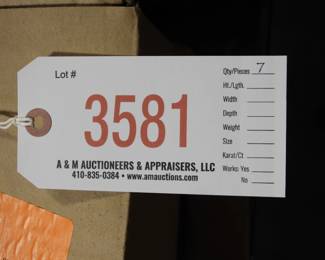 Lot #
3581
A & M AUCTIONEERS & APPRAISERS, LLC
410-835-0384 • www.amauctions.com
Qty/Pieces 7
Ht./Lgth.
Width
Depth
Weight
Size
Karat/Ct
Works: Yes
No